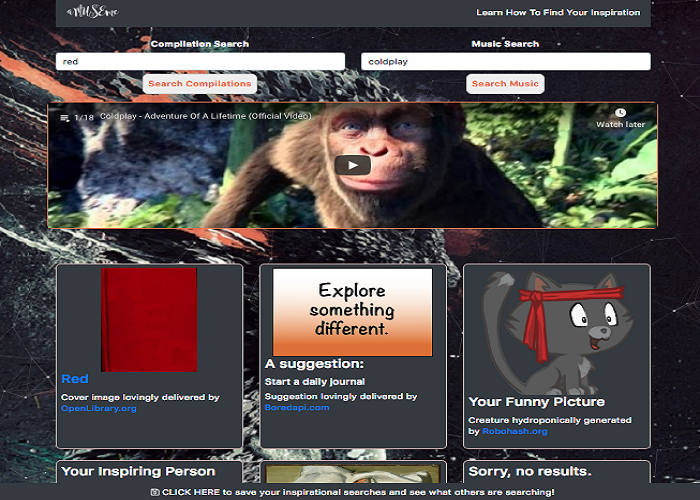 aMUSEme
Learn How To Find Your Inspiration
Compilation Search
Music Search
red
coldplay
Search Compilations
Search Music
1/18 Coldplay - Adventure Of A Lifetime (Official Video)
Watch later
Explore
something
different.
Red
Cover image lovingly delivered by
OpenLibrary.org
A suggestion:
Start a daily journal
Suggestion lovingly delivered by
Boredapi.com
Your Funny Picture
Creature hydroponically generated
by Robohash.org
Your Inspiring Person
Sorry, no results.
CLICK HERE to save your inspirational searches and see what others are searching!